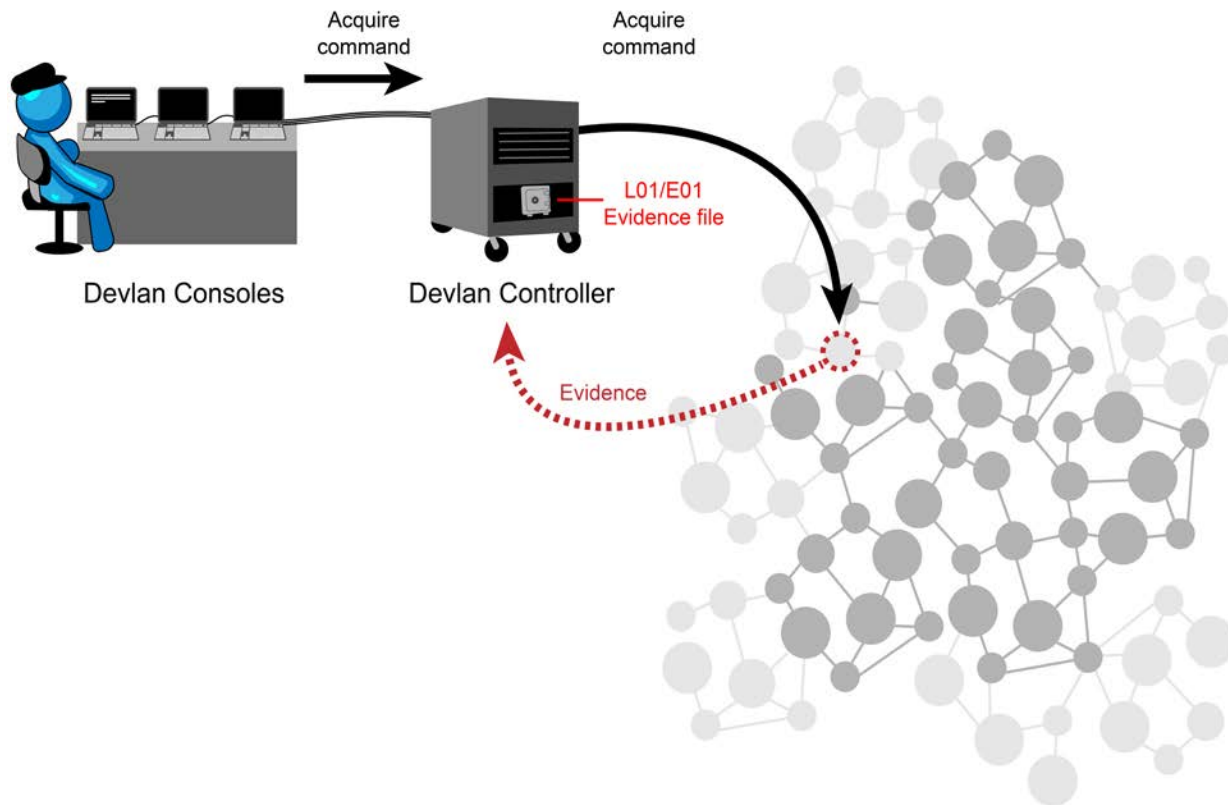 Acquire
command
Acquire
command
L01/E01
Evidence file
Devlan Consoles
Devlan Controller
Evidence